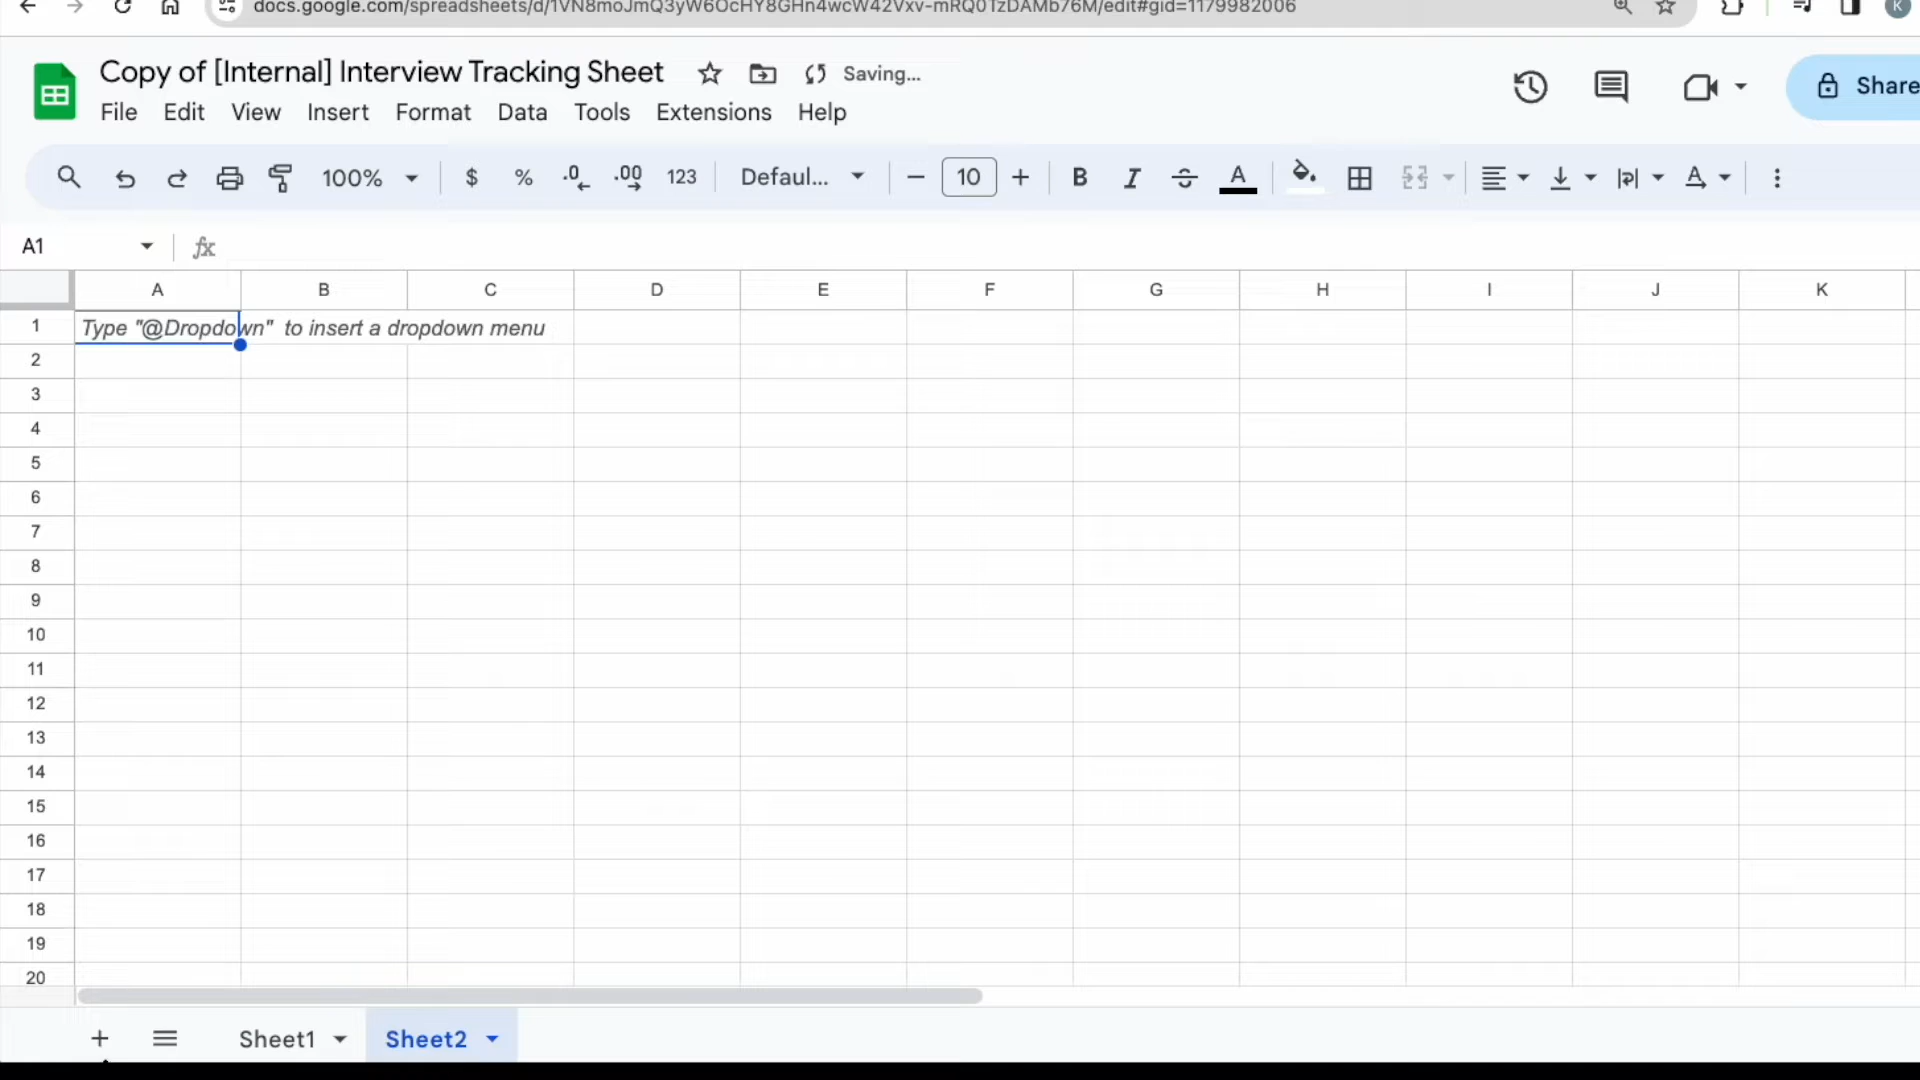 docs.google.com/spreadsheets/d/1VN8moJmQ3yW6OcHY8GHn4wcW42Vxv-mRQ01zDAMb76M/edit#gid=1179982006
K
Copy of [Internal] Interview Tracking Sheet
Saving...
File Edit View Insert Format Data Tools Extensions Help
Share
100% $ % .0 .00 123 Defaul... 10 B I A
A1 fx
A B C D E F G H I J K
1 Type "@Dropdown" to insert a dropdown menu
2
3
4
5
6
7
8
9
10
11
12
13
14
15
16
17
18
19
20
Sheet1 Sheet2